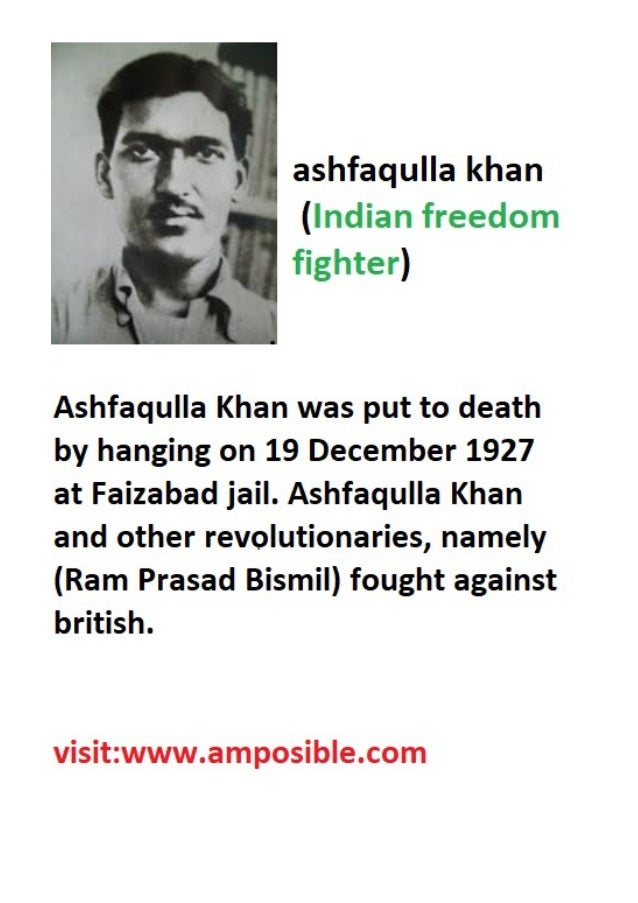 ashfaqulla khan
(Indian freedom
fighter)
Ashfaqulla Khan was put to death
by hanging on 19 December 1927
at Faizabad jail. Ashfaqulla Khan
and other revolutionaries, namely
(Ram Prasad Bismil) fought against
british.
visit:www.amposible.com